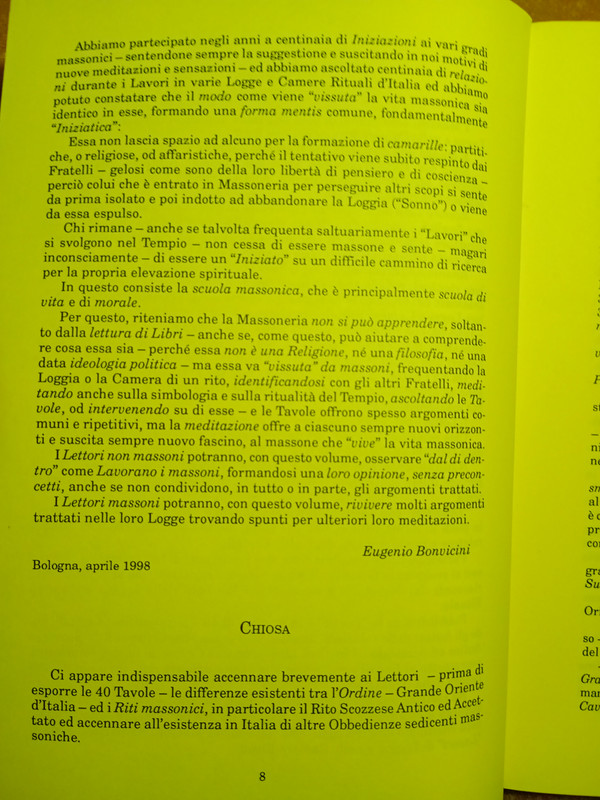 Abbiamo partecipato negli anni a centinaia di Iniziazioni ai vari gradi
massonici – sentendone sempre la suggestione e suscitando in noi motivi di
nuove meditazioni e sensazioni – ed abbiamo ascoltato centinaia di relazio-
ni durante i Lavori in varie Logge e Camere Rituali d'Italia ed abbiamo
potuto constatare che il modo come viene “vissuta” la vita massonica sia
identico in esse, formando una forma mentis comune, fondamentalmente
“Iniziatica”:
Essa non lascia spazio ad alcuno per la formazione di camarille: partiti-
che, o religiose, od affaristiche, perché il tentativo viene subito respinto dai
Fratelli – gelosi come sono della loro libertà di pensiero e di coscienza –
perciò colui che è entrato in Massoneria per perseguire altri scopi si sente
da prima isolato e poi indotto ad abbandonare la Loggia (“Sonno”) o viene
da essa espulso.
Chi rimane – anche se talvolta frequenta saltuariamente i “Lavori” che
si svolgono nel Tempio – non cessa di essere massone e sente – magari
inconsciamente – di essere un “Iniziato” su un difficile cammino di ricerca
per la propria elevazione spirituale.
In questo consiste la scuola massonica, che è principalmente scuola di
vita e di morale.
Per questo, riteniamo che la Massoneria non si può apprendere, soltan-
to dalla lettura di Libri – anche se, come questo, può aiutare a comprende-
re cosa essa sia – perché essa non è una Religione, né una filosofia, né una
data ideologia politica – ma essa va “vissuta” da massoni, frequentando la
Loggia o la Camera di un rito, identificandosi con gli altri Fratelli, medi-
tando anche sulla simbologia e sulla ritualità del Tempio, ascoltando le Ta-
vole, od intervenendo su di esse – e le Tavole offrono spesso argomenti co-
muni e ripetitivi, ma la meditazione offre a ciascuno sempre nuovi orizzon-
ti e suscita sempre nuovo fascino, al massone che “vive” la vita massonica.
I Lettori non massoni potranno, con questo volume, osservare “dal di den-
tro” come Lavorano i massoni, formandosi una loro opinione, senza precon-
cetti, anche se non condividono, in tutto o in parte, gli argomenti trattati.
I Lettori massoni potranno, con questo volume, rivivere molti argomenti
trattati nelle loro Logge trovando spunti per ulteriori loro meditazioni.
Eugenio Bonvicini
Bologna, aprile 1998
CHIOSA
Ci appare indispensabile accennare brevemente ai Lettori – prima di
esporre le 40 Tavole – le differenze esistenti tra l'Ordine – Grande Oriente
d'Italia – ed i Riti massonici, in particolare il Rito Scozzese Antico ed Accet-
tato ed accennare all'esistenza in Italia di altre Obbedienze sedicenti mas-
soniche.
8